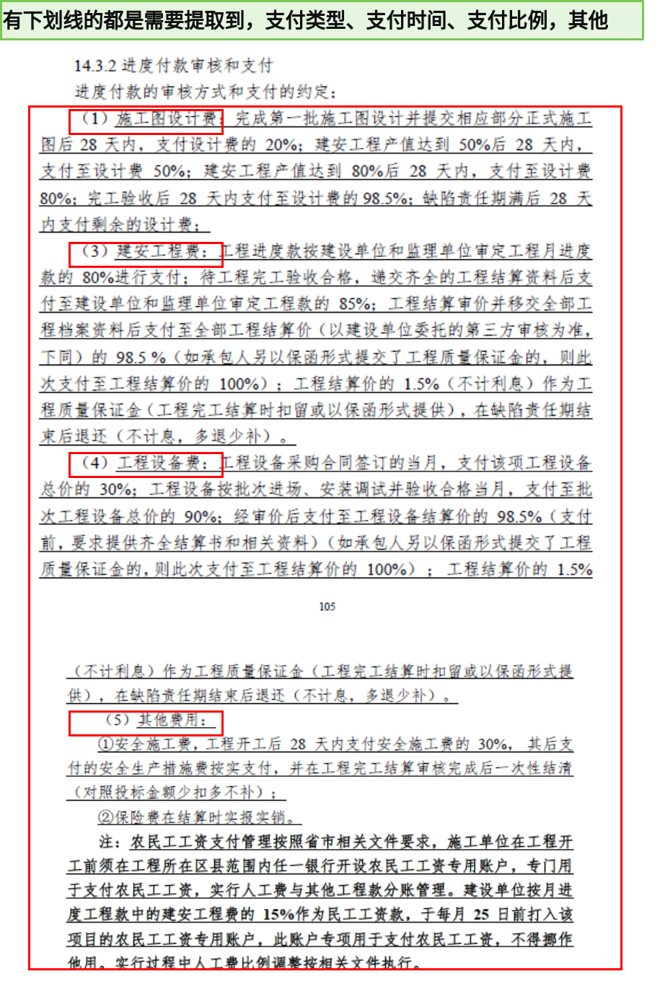 有下划线的都是需要提取到，支付类型、支付时间、支付比例，其他
14.3.2 进度付款审核和支付
进度付款的审核方式和支付的约定：
（1）施工图设计费：完成第一批施工图设计并提交相应部分正式施工
图后 28 天内，支付设计费的 20%；建安工程产值达到 50%后 28 天内，
支付至设计费 50%；建安工程产值达到 80%后 28 天内，支付至设计费
80%；完工验收后 28 天内支付至设计费的 98.5%；缺陷责任期满后 28 天
内支付剩余的设计费；
（3）建安工程费：工程进度款按建设单位和监理单位审定工程月进度
款的 80%进行支付；待工程完工验收合格，递交齐全的工程结算资料后支
付至建设单位和监理单位审定工程款的 85%；工程结算审价并移交全部工
程档案资料后支付至全部工程结算价（以建设单位委托的第三方审核为准，
下同）的 98.5 %（如承包人另以保函形式提交了工程质量保证金的，则此
次支付至工程结算价的 100%）；工程结算价的 1.5%（不计利息）作为工
程质量保证金（工程完工结算时扣留或以保函形式提供），在缺陷责任期结
束后退还（不计息，多退少补）。
（4）工程设备费：工程设备采购合同签订的当月，支付该项工程设备
总价的 30%；工程设备按批次进场、安装调试并验收合格当月，支付至批
次工程设备总价的 90%；经审价后支付至工程设备结算价的 98.5%（支付
前，要求提供齐全结算书和相关资料）（如承包人另以保函形式提交了工程
质量保证金的，则此次支付至工程结算价的 100%）； 工程结算价的 1.5%
105
（不计利息）作为工程质量保证金（工程完工结算时扣留或以保函形式提
供），在缺陷责任期结束后退还（不计息，多退少补）。
（5）其他费用：
①安全施工费，工程开工后 28 天内支付安全施工费的 30%， 其后支
付的安全生产措施费按实支付，并在工程完工结算审核完成后一次性结清
（对照投标金额少扣多不补）；
②保险费在结算时实报实销。
注：农民工工资支付管理按照省市相关文件要求，施工单位在工程开
工前须在工程所在区县范围内任一银行开设农民工工资专用账户，专门用
于支付农民工工资，实行人工费与其他工程款分账管理。建设单位按月进
度工程款中的建安工程费的 15%作为民工工资款，于每月 25 日前打入该
项目的农民工工资专用账户，此账户专项用于支付农民工工资，不得挪作
他用。实行过程中人工费比例调整按相关文件执行。